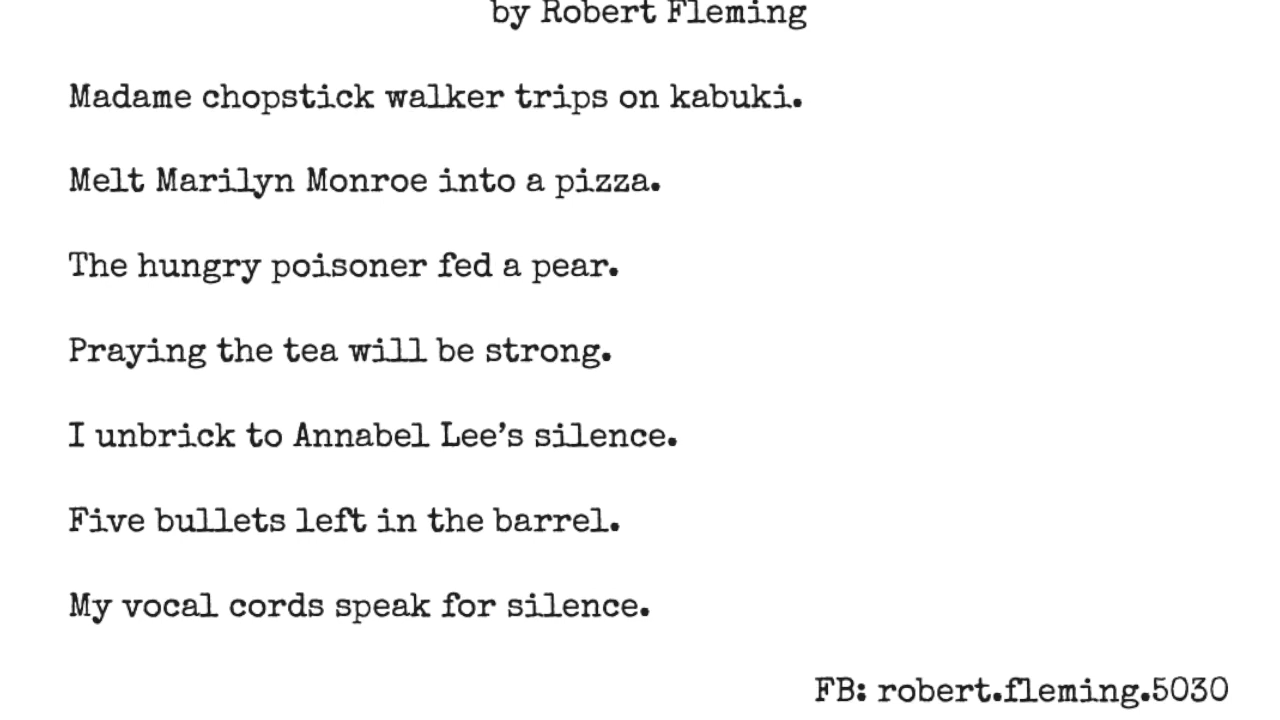 by Robert Fleming
Madame chopstick walker trips on kabuki.
Melt Marilyn Monroe into a pizza.
The hungry poisoner fed a pear.
Praying the tea will be strong.
I unbrick to Annabel Lee’s silence.
Five bullets left in the barrel.
My vocal cords speak for silence.
FB: robert.fleming.5030